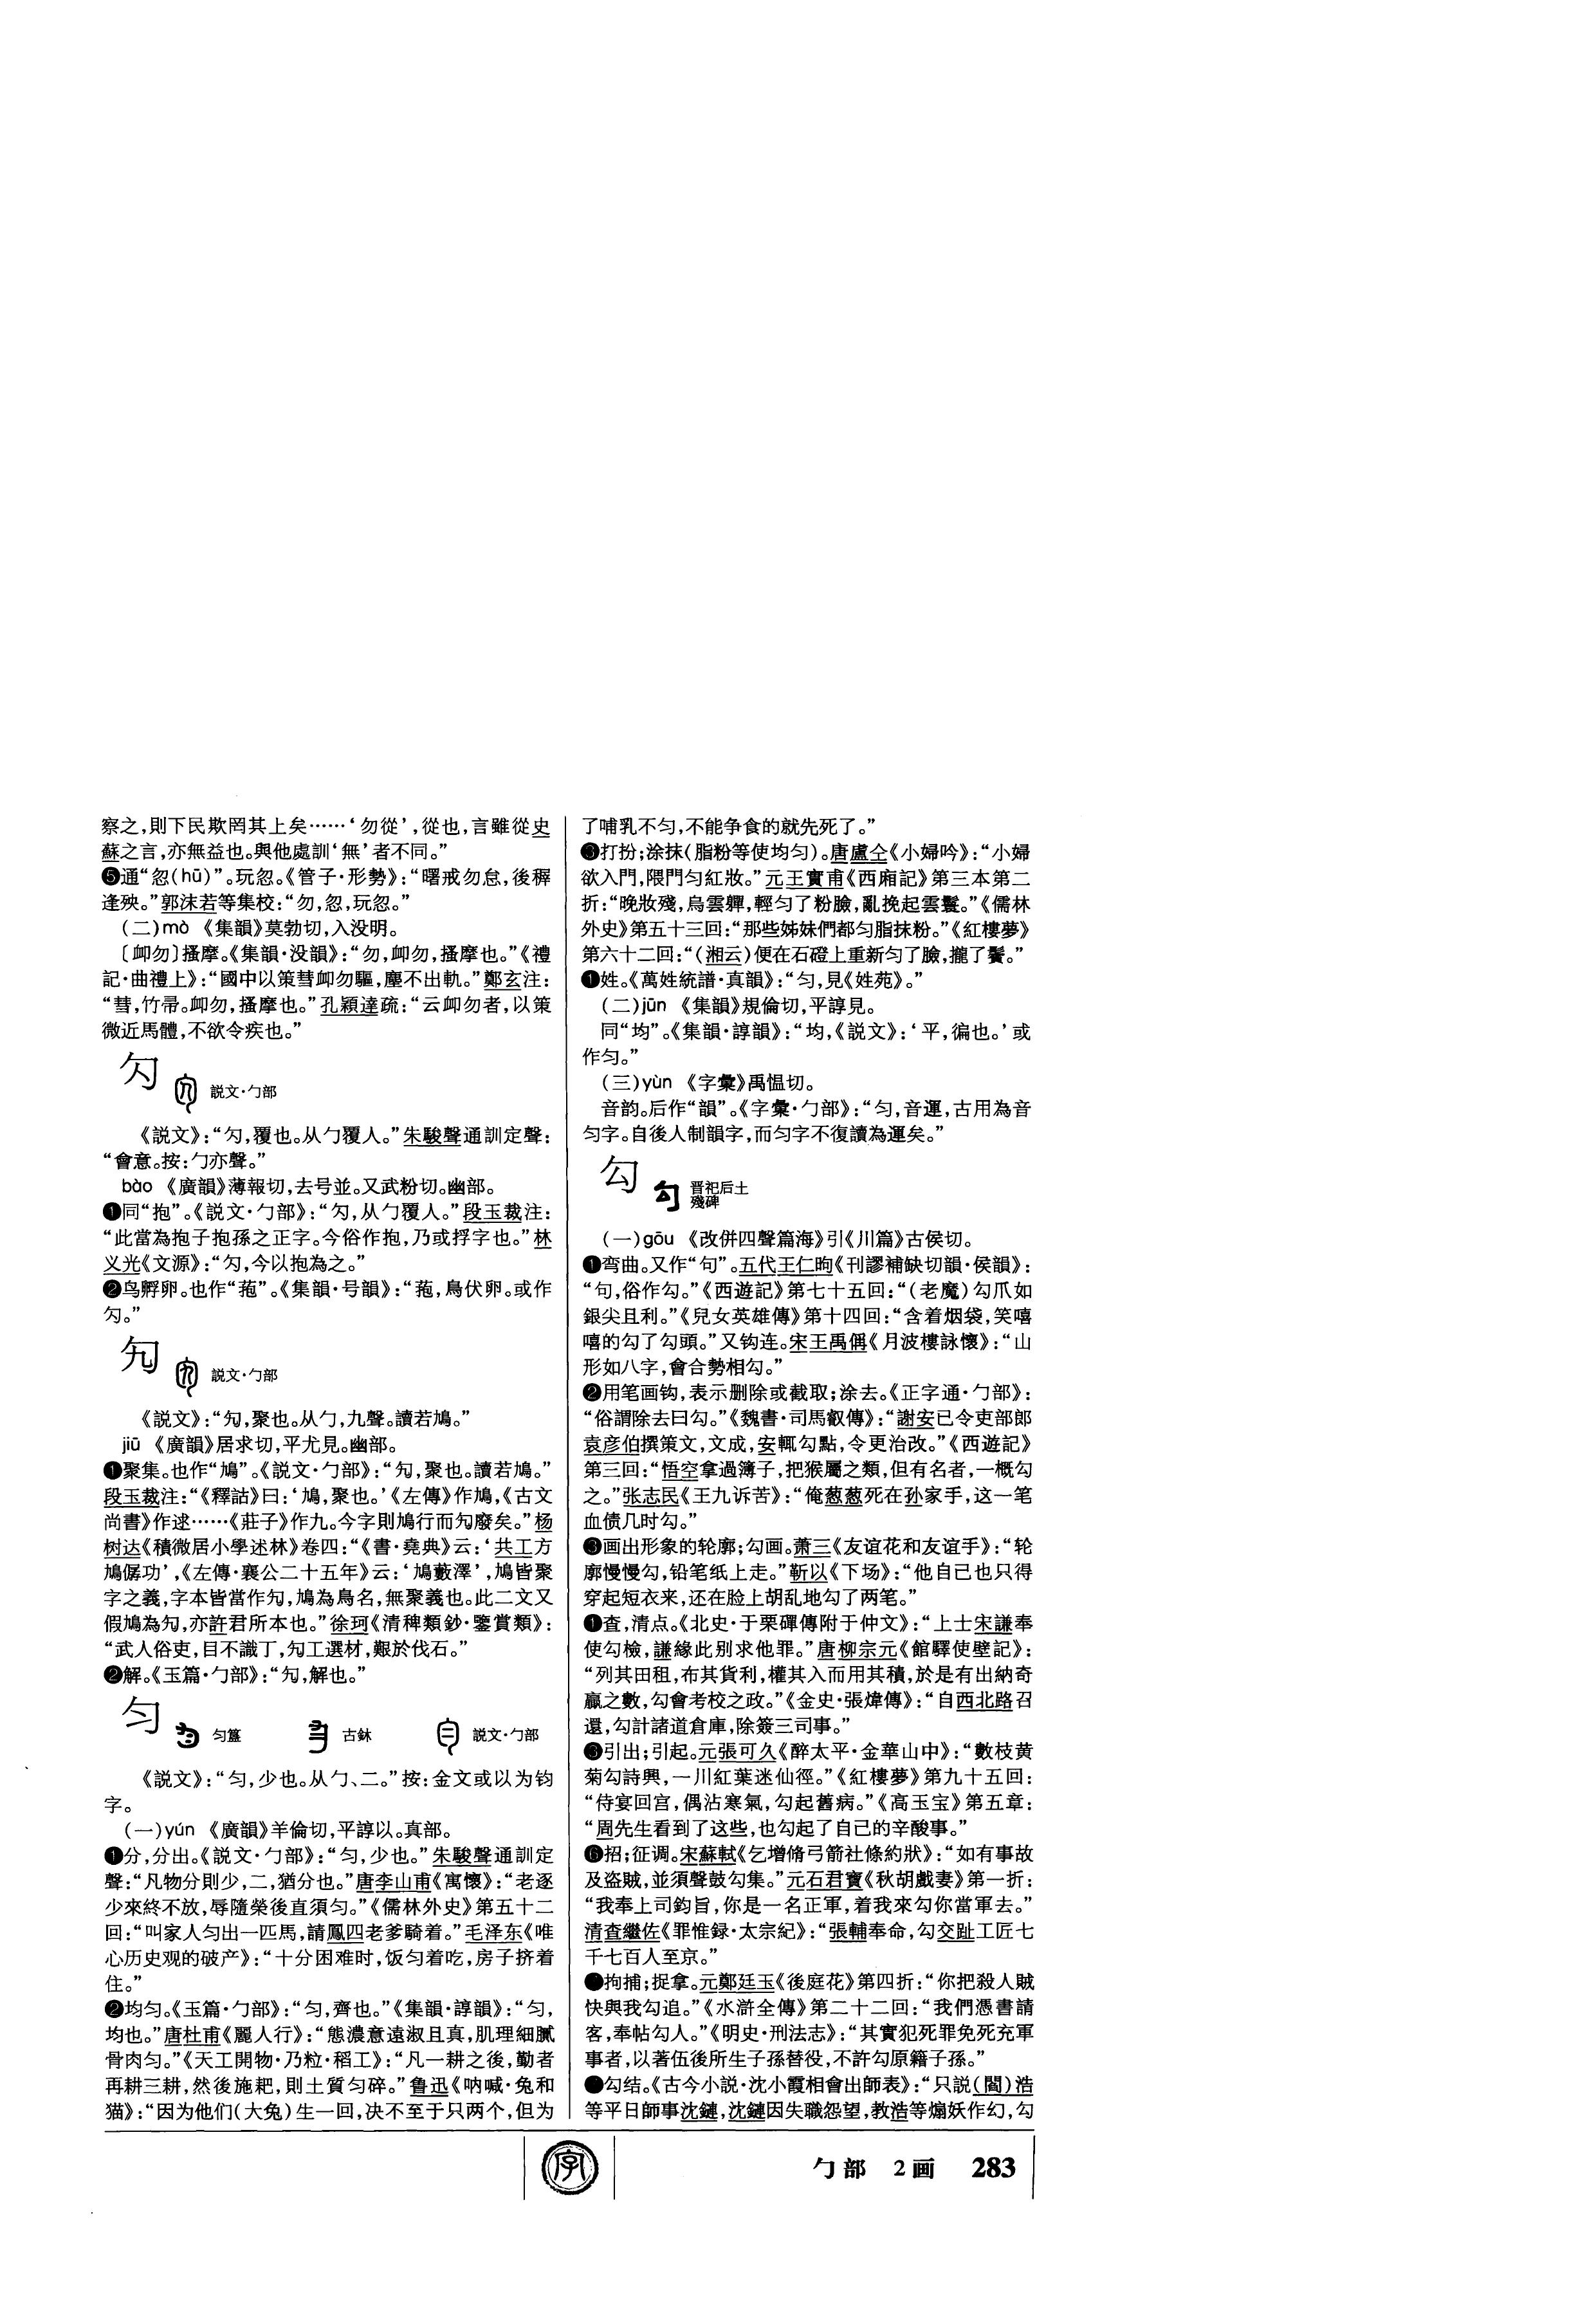 察之，則下民欺罔其上矣……‘勿從’，從也，言雖從史
蘇之言，亦無益也。與他處訓‘無’者不同。”
❺通“忽(hū)”。玩忽。《管子·形勢》：“曙戒勿怠，後稺
逢殃。”郭沫若等集校：“勿，忽，玩忽。”
(二)mò 《集韻》莫勃切，入没明。
〔卹勿〕搔摩。《集韻·没韻》：“勿，卹勿，搔摩也。”《禮
記·曲禮上》：“國中以策彗卹勿驅，塵不出軌。”鄭玄注：
“彗，竹帚。卹勿，搔摩也。”孔穎達疏：“云卹勿者，以策
微近馬體，不欲令疾也。”
勽 説文·勹部
《説文》：“勽，覆也。从勹覆人。”朱駿聲通訓定聲：
“會意。按：勹亦聲。”
bào 《廣韻》薄報切，去号並。又武粉切。幽部。
❶同“抱”。《説文·勹部》：“勽，从勹覆人。”段玉裁注：
“此當為抱子抱孫之正字。今俗作抱，乃或捊字也。”林
义光《文源》：“勽，今以抱為之。”
❷鸟孵卵。也作“菢”。《集韻·号韻》：“菢，鳥伏卵。或作
勽。”
勼 説文·勹部
《説文》：“勼，聚也。从勹，九聲。讀若鳩。”
jiū 《廣韻》居求切，平尤見。幽部。
❶聚集。也作“鳩”。《説文·勹部》：“勼，聚也。讀若鳩。”
段玉裁注：“《釋詁》曰：‘鳩，聚也。’《左傳》作鳩，《古文
尚書》作逑……《莊子》作九。今字則鳩行而勼廢矣。”杨
树达《積微居小學述林》卷四：“《書·堯典》云：‘共工方
鳩僝功’，《左傳·襄公二十五年》云：‘鳩藪澤’，鳩皆聚
字之義，字本皆當作勼，鳩為鳥名，無聚義也。此二文又
假鳩為勼，亦許君所本也。”徐珂《清稗類鈔·鑒賞類》：
“武人俗吏，目不識丁，勼工選材，艱於伐石。”
❷解。《玉篇·勹部》：“勼，解也。”
匀 匀簋 古鉥 説文·勹部
《説文》：“匀，少也。从勹、二。”按：金文或以为钧
字。
(一)yún 《廣韻》羊倫切，平諄以。真部。
❶分，分出。《説文·勹部》：“匀，少也。”朱駿聲通訓定
聲：“凡物分則少，二，猶分也。”唐李山甫《寓懷》：“老逐
少來終不放，辱隨榮後直須匀。”《儒林外史》第五十二
回：“叫家人匀出一匹馬，請鳳四老爹騎着。”毛泽东《唯
心历史观的破产》：“十分困难时，饭匀着吃，房子挤着
住。”
❷均匀。《玉篇·勹部》：“匀，齊也。”《集韻·諄韻》：“匀，
均也。”唐杜甫《麗人行》：“態濃意遠淑且真，肌理細膩
骨肉匀。”《天工開物·乃粒·稻工》：“凡一耕之後，勤者
再耕三耕，然後施耙，則土質匀碎。”鲁迅《呐喊·兔和
猫》：“因为他们(大兔)生一回，决不至于只两个，但为
了哺乳不匀，不能争食的就先死了。”
❸打扮；涂抹(脂粉等使均匀)。唐盧仝《小婦吟》：“小婦
欲入門，隈門匀紅妝。”元王實甫《西廂記》第三本第二
折：“晚妝殘，烏雲軃，輕匀了粉臉，亂挽起雲鬟。”《儒林
外史》第五十三回：“那些姊妹們都匀脂抹粉。”《紅樓夢》
第六十二回：“(湘云)便在石磴上重新匀了臉，攏了鬢。”
❶姓。《萬姓統譜·真韻》：“匀，見《姓苑》。”
(二)jūn 《集韻》規倫切，平諄見。
同“均”。《集韻·諄韻》：“均，《説文》：‘平，徧也。’或
作匀。”
(三)yùn 《字彙》禹愠切。
音韵。后作“韻”。《字彙·勹部》：“匀，音運，古用為音
匀字。自後人制韻字，而匀字不復讀為運矣。”
勾 晋祀后土
殘碑
(一)gōu 《改併四聲篇海》引《川篇》古侯切。
❶弯曲。又作“句”。五代王仁昫《刊謬補缺切韻·侯韻》：
“句，俗作勾。”《西遊記》第七十五回：“(老魔)勾爪如
銀尖且利。”《兒女英雄傳》第十四回：“含着烟袋，笑嘻
嘻的勾了勾頭。”又钩连。宋王禹偁《月波樓詠懷》：“山
形如八字，會合勢相勾。”
❷用笔画钩，表示删除或截取；涂去。《正字通·勹部》：
“俗謂除去曰勾。”《魏書·司馬叡傳》：“謝安已令吏部郎
袁彦伯撰策文，文成，安輒勾點，令更治改。”《西遊記》
第三回：“悟空拿過簿子，把猴屬之類，但有名者，一概勾
之。”张志民《王九诉苦》：“俺葱葱死在孙家手，这一笔
血债几时勾。”
❸画出形象的轮廓；勾画。萧三《友谊花和友谊手》：“轮
廓慢慢勾，铅笔纸上走。”靳以《下场》：“他自己也只得
穿起短衣来，还在脸上胡乱地勾了两笔。”
❶查，清点。《北史·于栗磾傳附于仲文》：“上士宋謙奉
使勾檢，謙緣此别求他罪。”唐柳宗元《館驛使壁記》：
“列其田租，布其貨利，權其入而用其積，於是有出納奇
贏之數，勾會考校之政。”《金史·張煒傳》：“自西北路召
還，勾計諸道倉庫，除簽三司事。”
❸引出；引起。元張可久《醉太平·金華山中》：“數枝黄
菊勾詩興，一川紅葉迷仙徑。”《紅樓夢》第九十五回：
“侍宴回宫，偶沾寒氣，勾起舊病。”《高玉宝》第五章：
“周先生看到了这些，也勾起了自己的辛酸事。”
❻招；征调。宋蘇軾《乞增脩弓箭社條約狀》：“如有事故
及盗賊，並須聲鼓勾集。”元石君寶《秋胡戲妻》第一折：
“我奉上司鈞旨，你是一名正軍，着我來勾你當軍去。”
清查繼佐《罪惟録·太宗紀》：“張輔奉命，勾交趾工匠七
千七百人至京。”
●拘捕；捉拿。元鄭廷玉《後庭花》第四折：“你把殺人賊
快與我勾追。”《水滸全傳》第二十二回：“我們憑書請
客，奉帖勾人。”《明史·刑法志》：“其實犯死罪免死充軍
事者，以著伍後所生子孫替役，不許勾原籍子孫。”
●勾结。《古今小説·沈小霞相會出師表》：“只説(閻)浩
等平日師事沈鏈，沈鏈因失職怨望，教浩等煽妖作幻，勾
字
勹部 2画 283